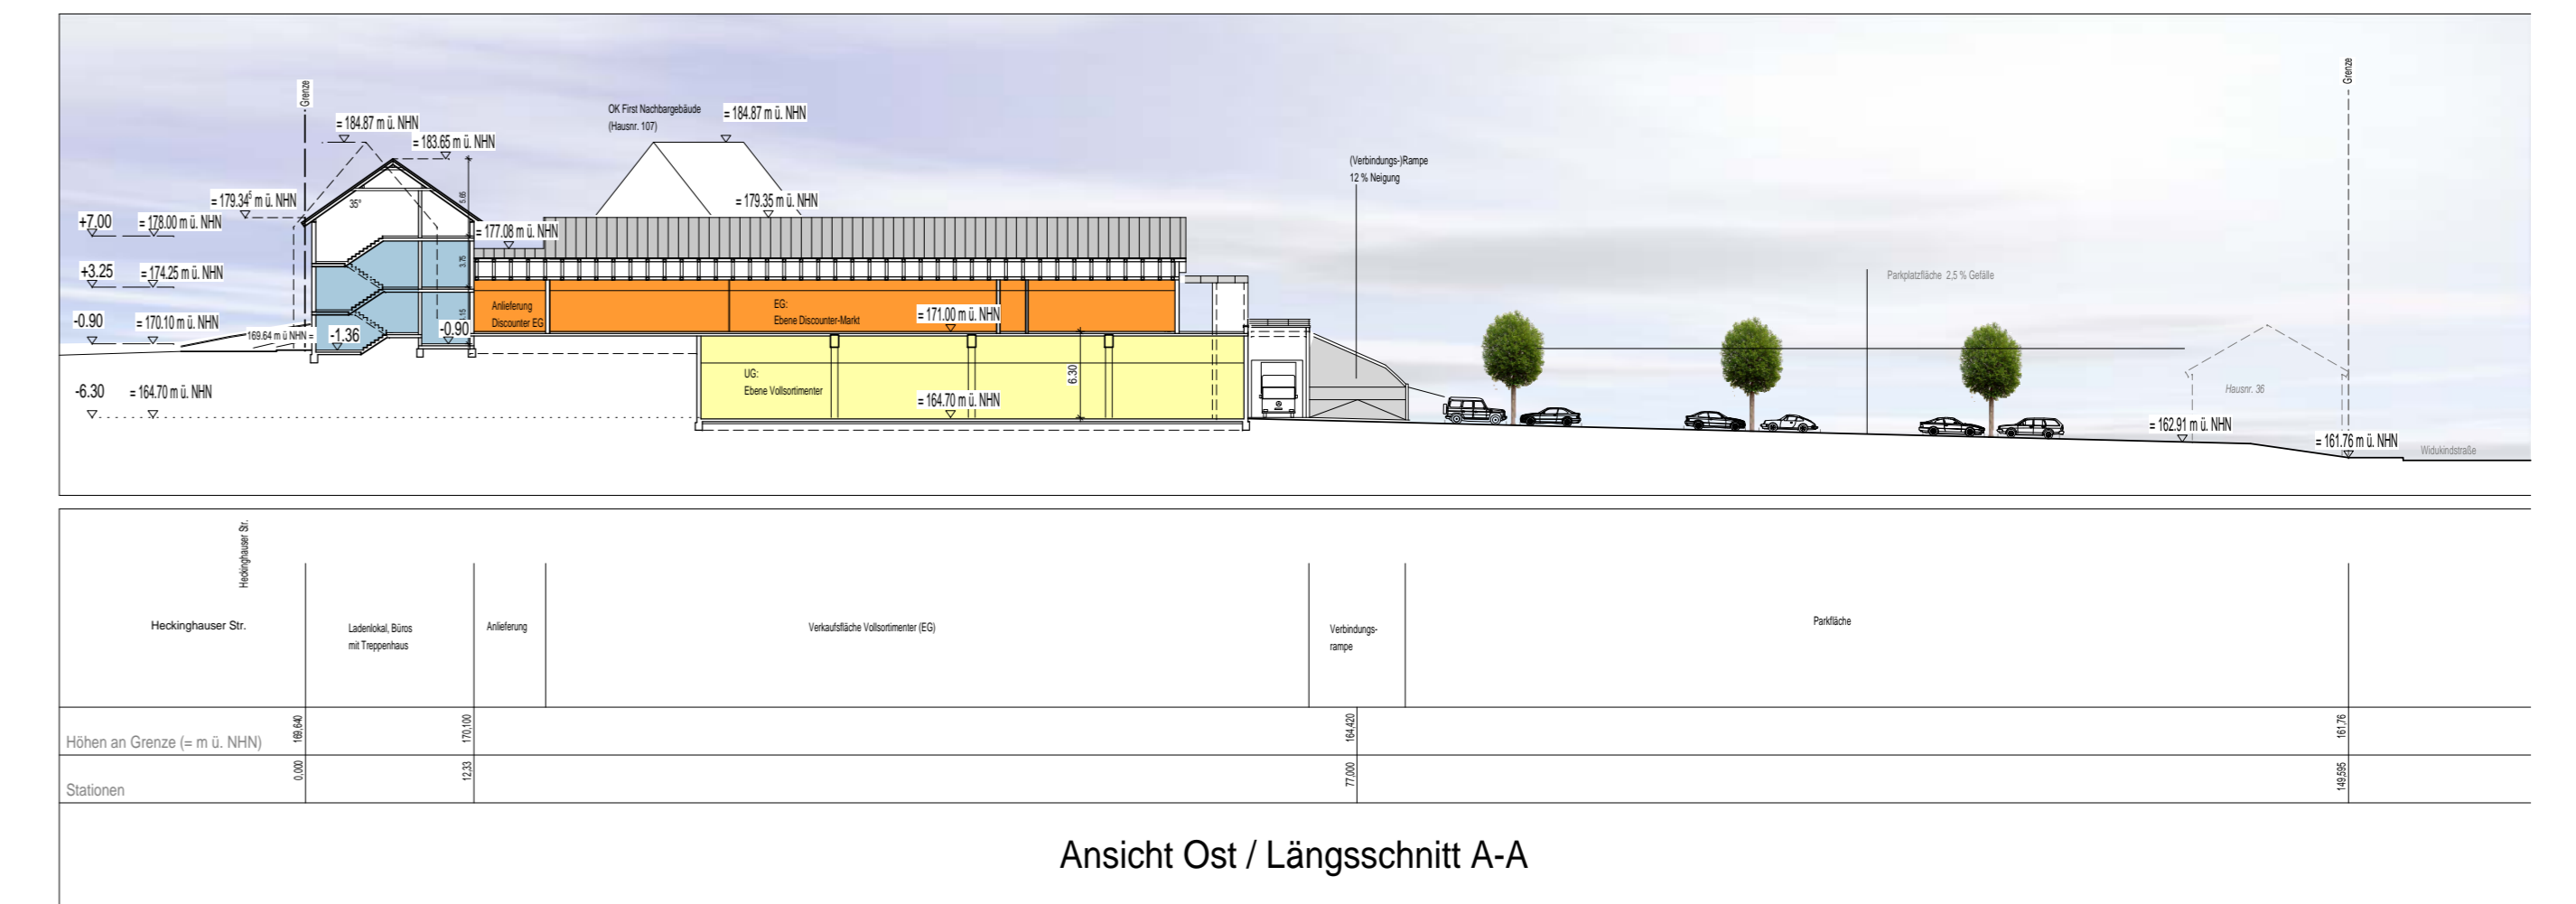 Grenze
Grenze
= 184.87 m ü. NHN
= 183.65 m ü. NHN
OK First Nachbargebäude
(Hausnr. 107)
= 184.87 m ü. NHN
(Verbindungs-)Rampe
12 % Neigung
= 179.34⁵ m ü. NHN
35°
5.65
= 179.35 m ü. NHN
+7.00
= 178.00 m ü. NHN
= 177.08 m ü. NHN
+3.25
= 174.25 m ü. NHN
3.75
Parkplatzfläche 2,5 % Gefälle
Anlieferung
Discounter EG
EG:
Ebene Discounter-Markt
= 171.00 m ü. NHN
-0.90
= 170.10 m ü. NHN
169.64 m ü NHN =
-1.36
-0.90
-6.30
= 164.70 m ü. NHN
UG:
Ebene Vollsortimenter
= 164.70 m ü. NHN
6.30
Hausnr. 36
= 162.91 m ü. NHN
= 161.76 m ü. NHN
Widukindstraße
Heckinghauser Str.
Heckinghauser Str.
Ladenlokal, Büros
mit Treppenhaus
Anlieferung
Verkaufsfläche Vollsortimenter (EG)
Verbindungs-
rampe
Parkfläche
Höhen an Grenze (= m ü. NHN)
169,640
170,100
164,420
161,76
Stationen
0,000
12,33
77,000
149,595
Ansicht Ost / Längsschnitt A-A